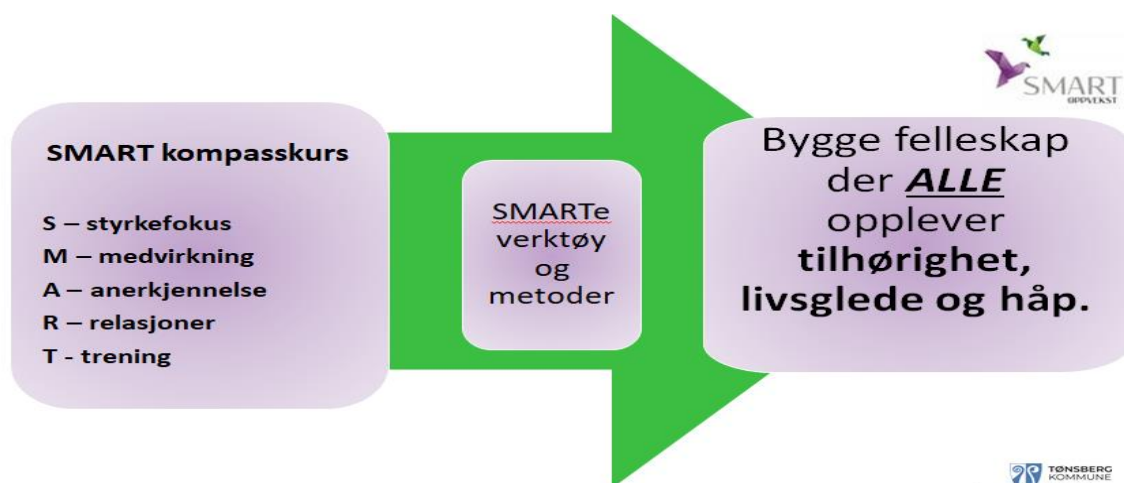 SMART kompasskurs
S – styrkefokus
M – medvirkning
A – anerkjennelse
R – relasjoner
T - trening
SMARTe
verktøy
og
metoder
SMART
OPPVEKST
Bygge felleskap
der ALLE
opplever
tilhørighet,
livsglede og håp.
TØNSBERG
KOMMUNE